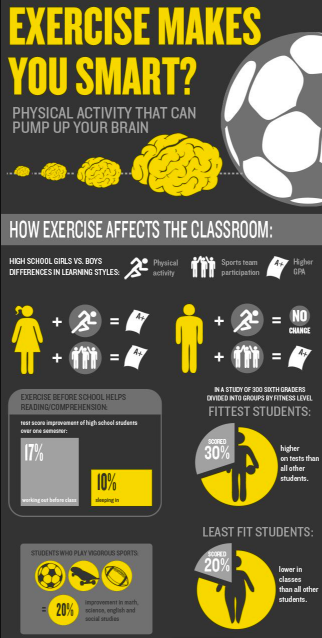 EXERCISE MAKES
YOU SMART?
PHYSICAL ACTIVITY THAT CAN
PUMP UP YOUR BRAIN
HOW EXERCISE AFFECTS THE CLASSROOM:
HIGH SCHOOL GIRLS VS. BOYS
DIFFERENCES IN LEARNING STYLES:
Physical
activity
Sports team
participation
A+
Higher
GPA
+ = A+
+ = A+
+ = NO
CHANGE
+ = A+
EXERCISE BEFORE SCHOOL HELPS
READING/COMPREHENSION:
test score improvement of high school students
over one semester:
17%
working out before class
10%
sleeping in
IN A STUDY OF 300 SIXTH GRADERS
DIVIDED INTO GROUPS BY FITNESS LEVEL
FITTEST STUDENTS:
SCORED
30%
higher
on tests than
all other
students.
LEAST FIT STUDENTS:
SCORED
20%
lower in
classes
than all other
students.
STUDENTS WHO PLAY VIGOROUS SPORTS:
= 20%
improvement in math,
science, english and
social studies